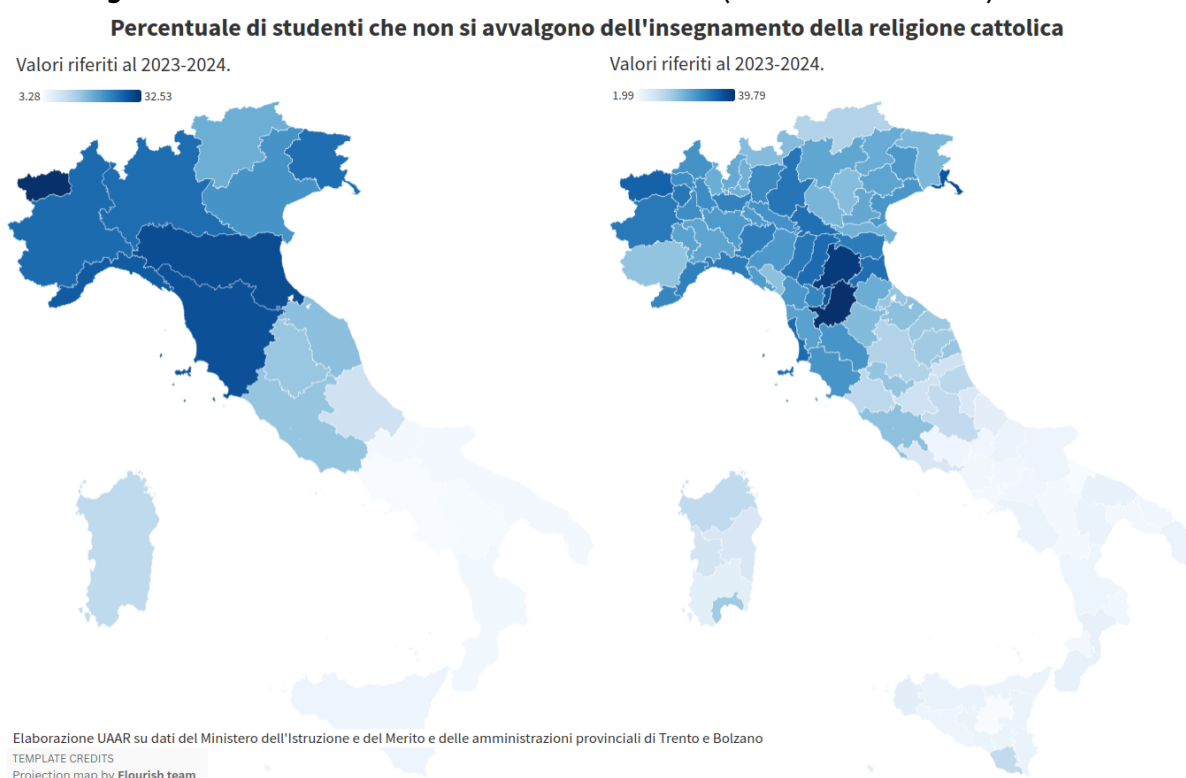 Percentuale di studenti che non si avvalgono dell'insegnamento della religione cattolica
Valori riferiti al 2023-2024.
3.28 32.53
Valori riferiti al 2023-2024.
1.99 39.79
Elaborazione UAAR su dati del Ministero dell'Istruzione e del Merito e delle amministrazioni provinciali di Trento e Bolzano
TEMPLATE CREDITS
Projection map by Flourish team